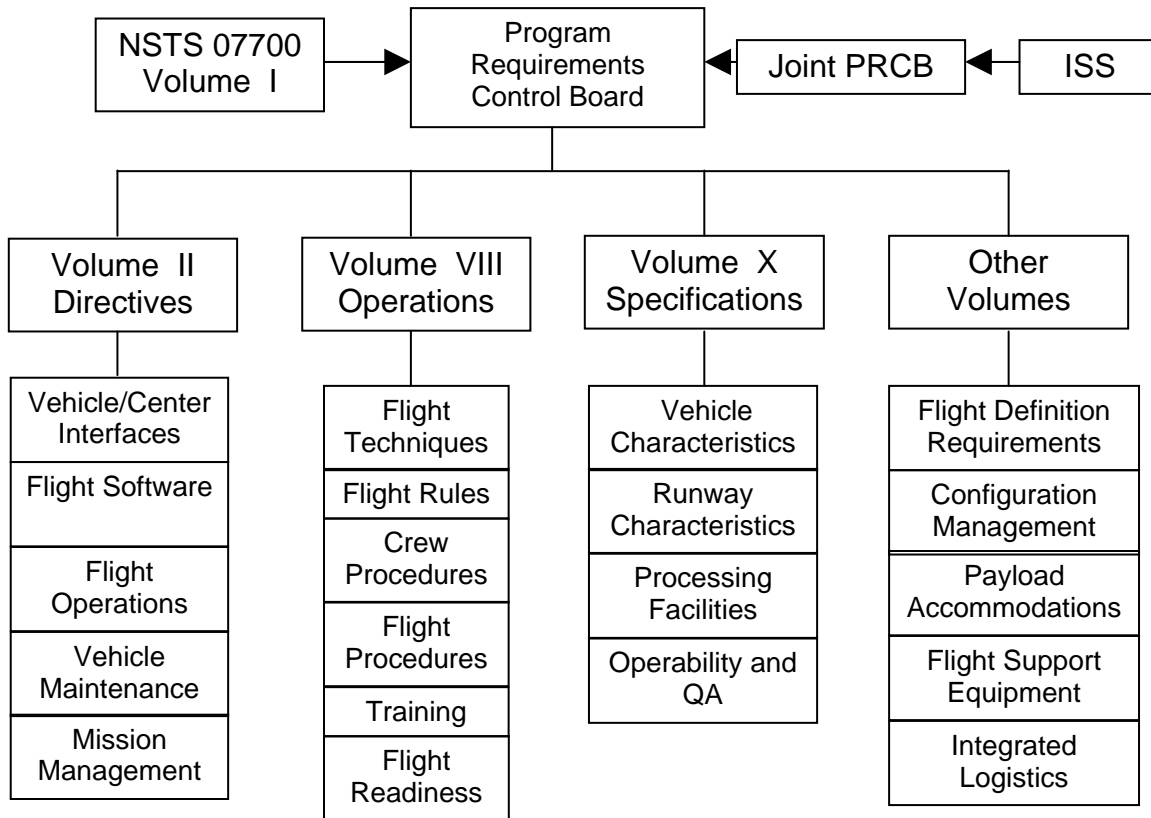 NSTS 07700
Volume I
Program
Requirements
Control Board
Joint PRCB
ISS
Volume II
Directives
Volume VIII
Operations
Volume X
Specifications
Other
Volumes
Vehicle/Center
Interfaces
Flight Software
Flight
Operations
Vehicle
Maintenance
Mission
Management
Flight
Techniques
Flight Rules
Crew
Procedures
Flight
Procedures
Training
Flight
Readiness
Vehicle
Characteristics
Runway
Characteristics
Processing
Facilities
Operability and
QA
Flight Definition
Requirements
Configuration
Management
Payload
Accommodations
Flight Support
Equipment
Integrated
Logistics